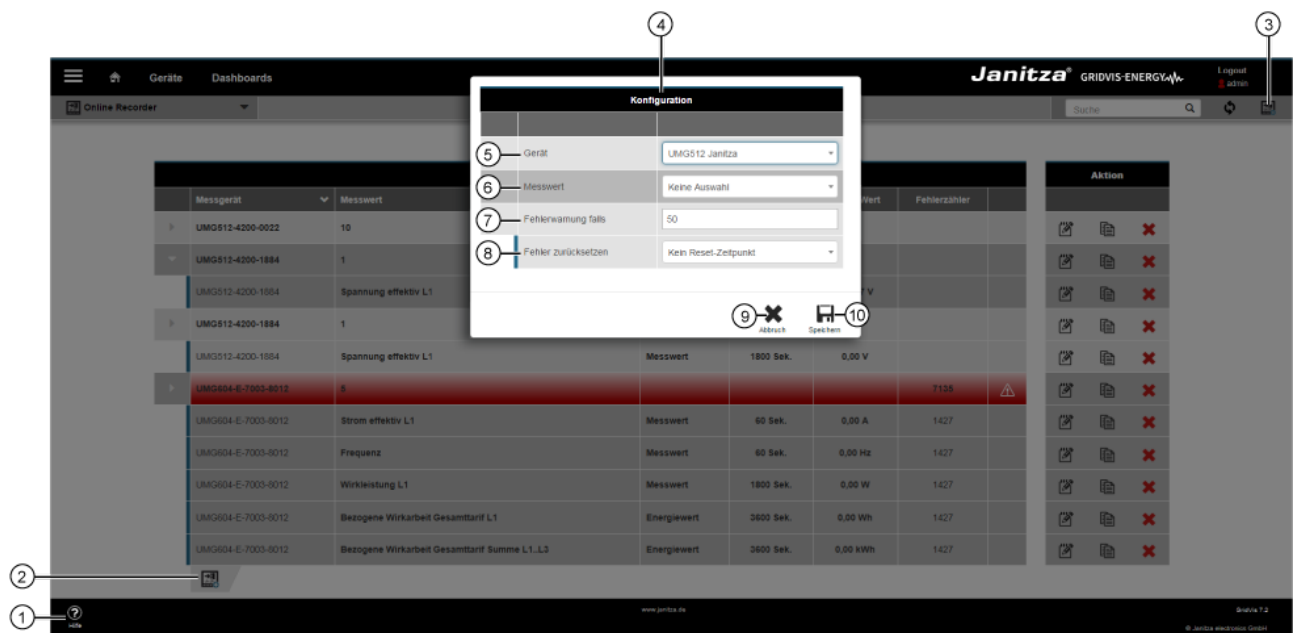 4
3
Geräte Dashboards
Janitza® GRIDVIS-ENERGY
Logout
admin
Online Recorder
Suche
Konfiguration
5 Gerät UMG512 Janitza
6 Messwert Keine Auswahl
7 Fehlerwarnung falls 50
8 Fehler zurücksetzen Kein Reset-Zeitpunkt
9 10
Abbruch Speichern
Aktion
Messgerät Messwert Wert Fehlerzähler
UMG512-4200-0022 10
UMG512-4200-1884 1
UMG512-4200-1884 Spannung effektiv L1 V
UMG512-4200-1884 1
UMG512-4200-1884 Spannung effektiv L1 Messwert 1800 Sek. 0,00 V
UMG604-E-7003-8012 5 7135
UMG604-E-7003-8012 Strom effektiv L1 Messwert 60 Sek. 0,00 A 1427
UMG604-E-7003-8012 Frequenz Messwert 60 Sek. 0,00 Hz 1427
UMG604-E-7003-8012 Wirkleistung L1 Messwert 1800 Sek. 0,00 W 1427
UMG604-E-7003-8012 Bezogene Wirkarbeit Gesamttarif L1 Energiewert 3600 Sek. 0,00 Wh 1427
UMG604-E-7003-8012 Bezogene Wirkarbeit Gesamttarif Summe L1..L3 Energiewert 3600 Sek. 0,00 kWh 1427
2
1
Hilfe
www.janitza.de
GridVis 7.2
© Janitza electronics GmbH